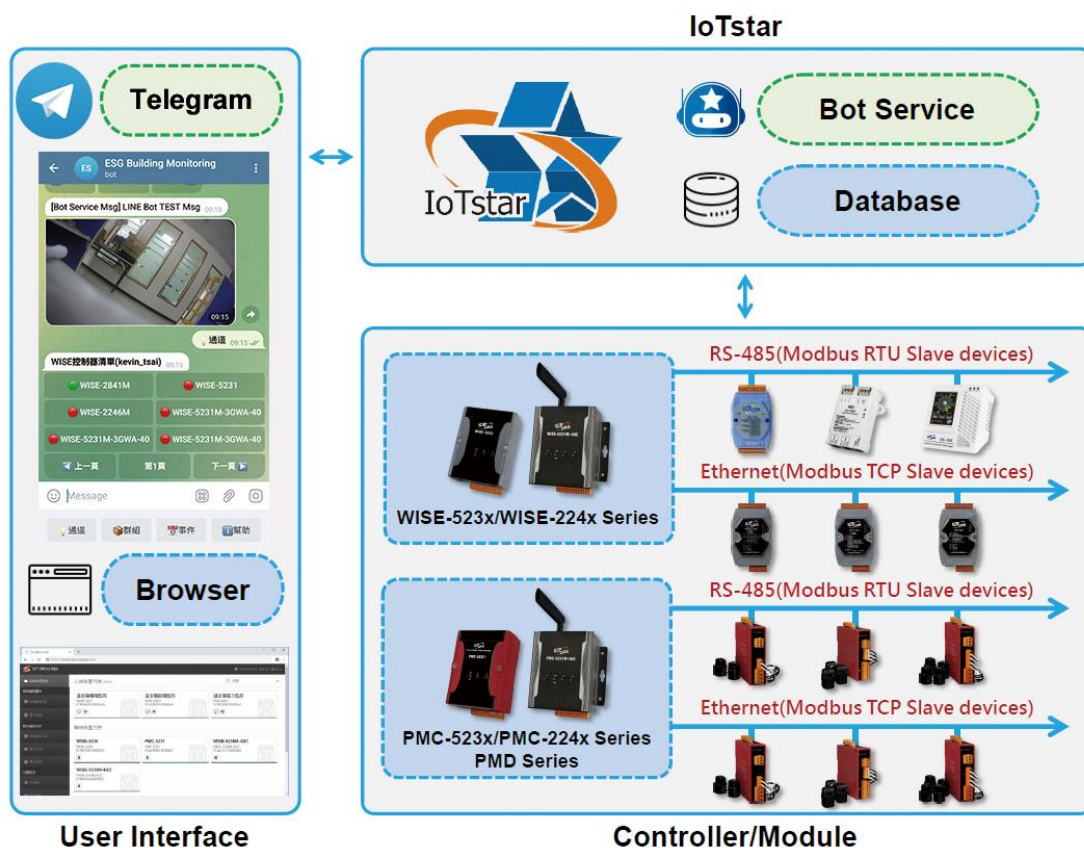 IoTstar
Telegram
ES
ESG Building Monitoring
bot
[Bot Service Msg] LINE Bot TEST Msg 09:15
09:15
通道 09:15
WISE控制器清單(kevin_tsai) 09:15
WISE-2841M
WISE-5231
WISE-2246M
WISE-5231M-3GWA-40
WISE-5231M-3GWA-40
WISE-5231M-3GWA-40
上一頁
第1頁
下一頁
Message
通道
群組
事件
幫助
Browser
User Interface
IoTstar
Bot Service
Database
RS-485(Modbus RTU Slave devices)
Ethernet(Modbus TCP Slave devices)
WISE-523x/WISE-224x Series
RS-485(Modbus RTU Slave devices)
Ethernet(Modbus TCP Slave devices)
PMC-523x/PMC-224x Series
PMD Series
Controller/Module